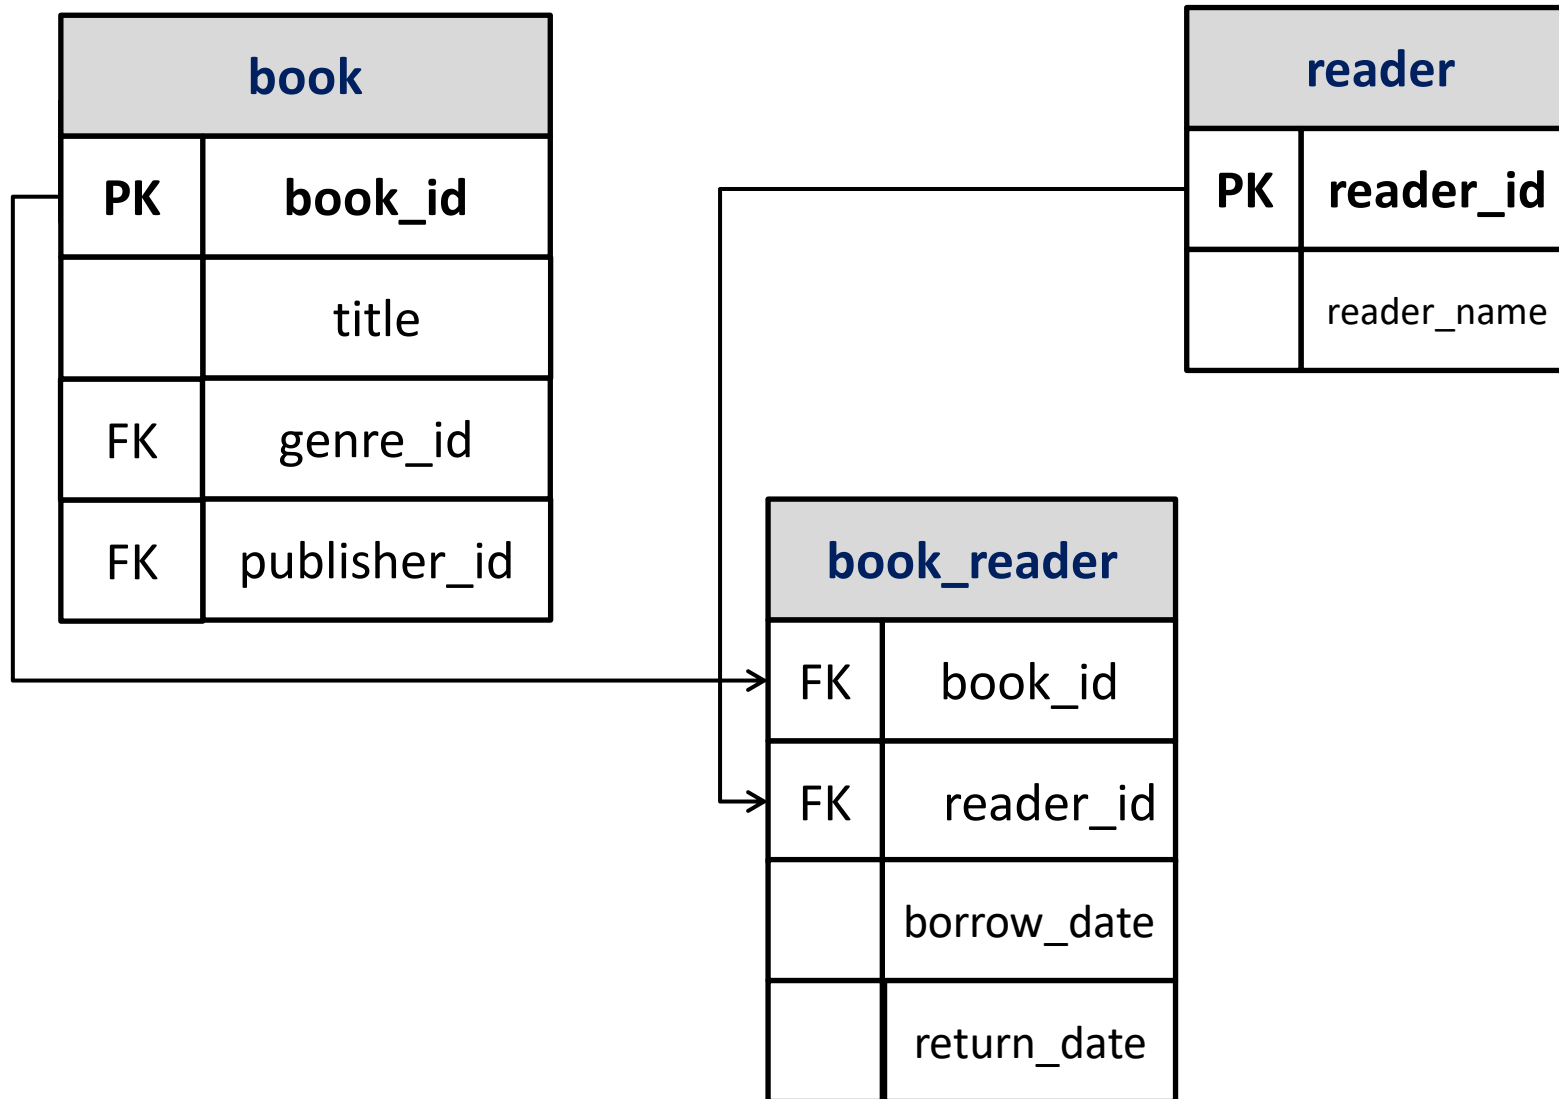 book
PK book_id
title
FK genre_id
FK publisher_id
reader
PK reader_id
reader_name
book_reader
FK book_id
FK reader_id
borrow_date
return_date